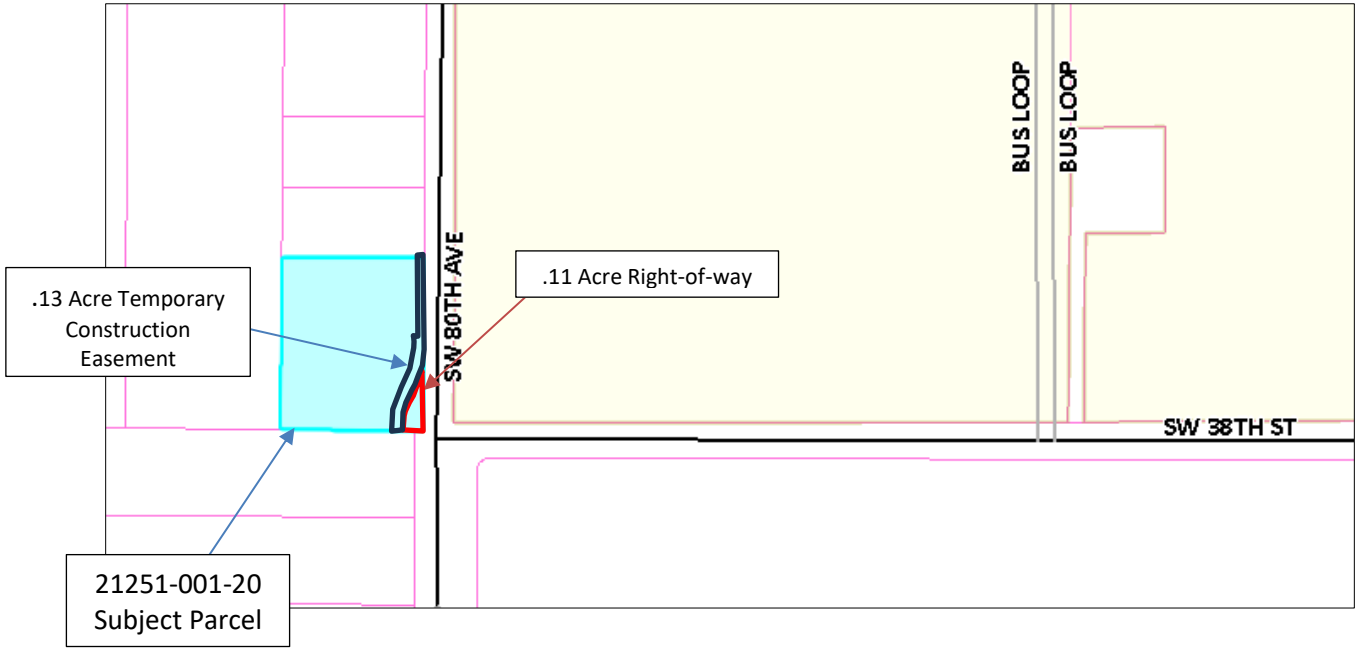 BUS LOOP
BUS LOOP
SW 80TH AVE
.11 Acre Right-of-way
.13 Acre Temporary
Construction
Easement
SW 38TH ST
21251-001-20
Subject Parcel